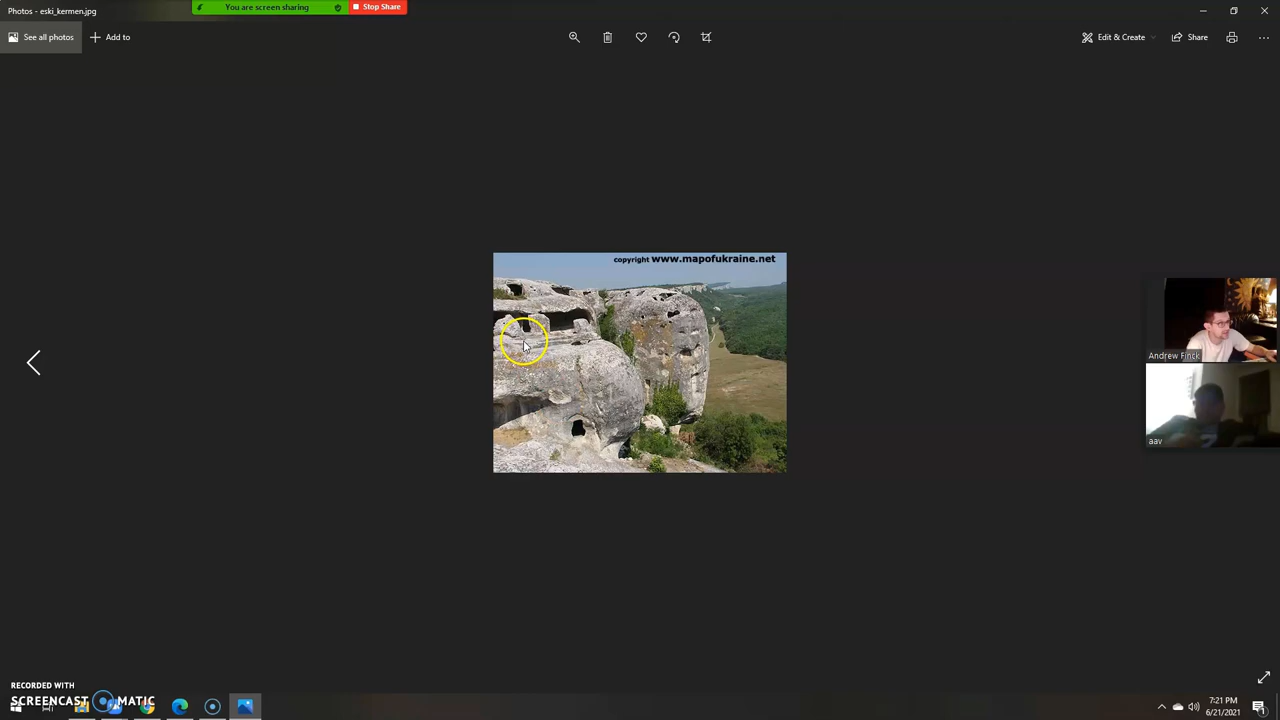 Photos - eski_kermen.jpg
You are screen sharing
Stop Share
See all photos
Add to
Edit & Create
Share
copyright www.mapofukraine.net
Andrew Finck
aav
RECORDED WITH
SCREENCAST MATIC
7:21 PM
6/21/2021
1